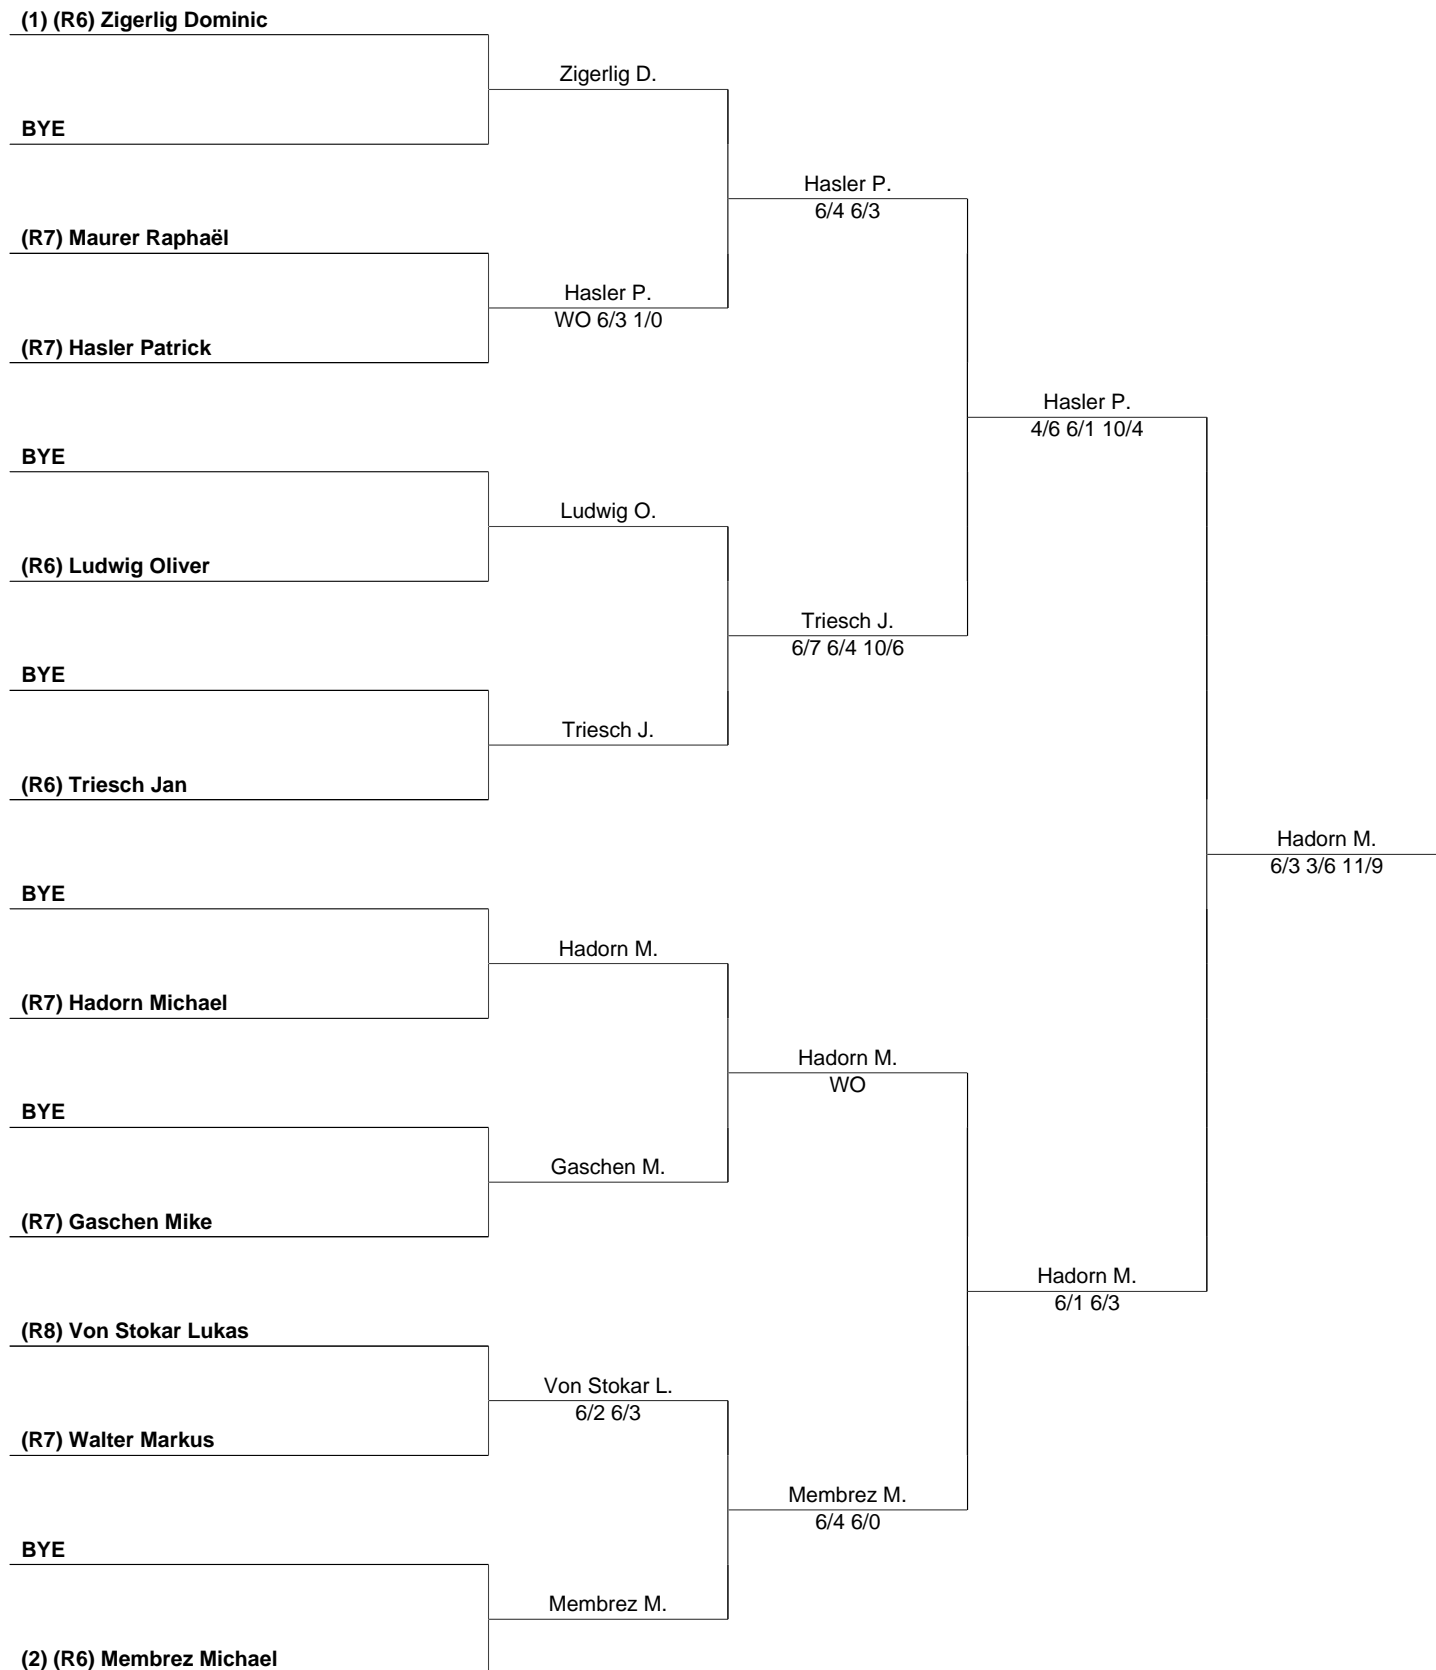 (1) (R6) Zigerlig Dominic
Zigerlig D.
BYE
Hasler P.
6/4 6/3
(R7) Maurer Raphaël
Hasler P.
WO 6/3 1/0
(R7) Hasler Patrick
Hasler P.
4/6 6/1 10/4
BYE
Ludwig O.
(R6) Ludwig Oliver
Triesch J.
6/7 6/4 10/6
BYE
Triesch J.
(R6) Triesch Jan
Hadorn M.
6/3 3/6 11/9
BYE
Hadorn M.
(R7) Hadorn Michael
Hadorn M.
WO
BYE
Gaschen M.
(R7) Gaschen Mike
Hadorn M.
6/1 6/3
(R8) Von Stokar Lukas
Von Stokar L.
6/2 6/3
(R7) Walter Markus
Membrez M.
6/4 6/0
BYE
Membrez M.
(2) (R6) Membrez Michael